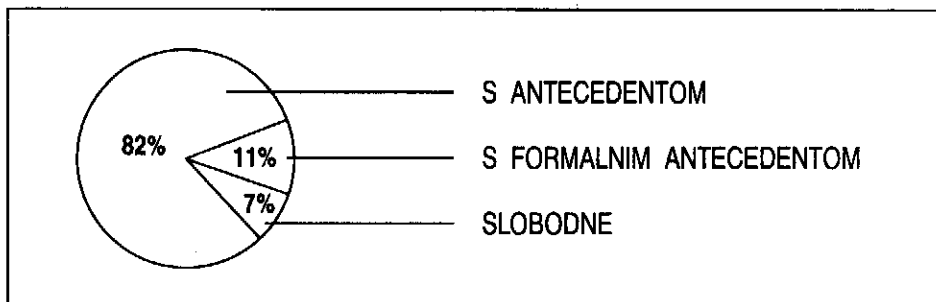 82%
S ANTECEDENTOM
11%
S FORMALNIM ANTECEDENTOM
7%
SLOBODNE